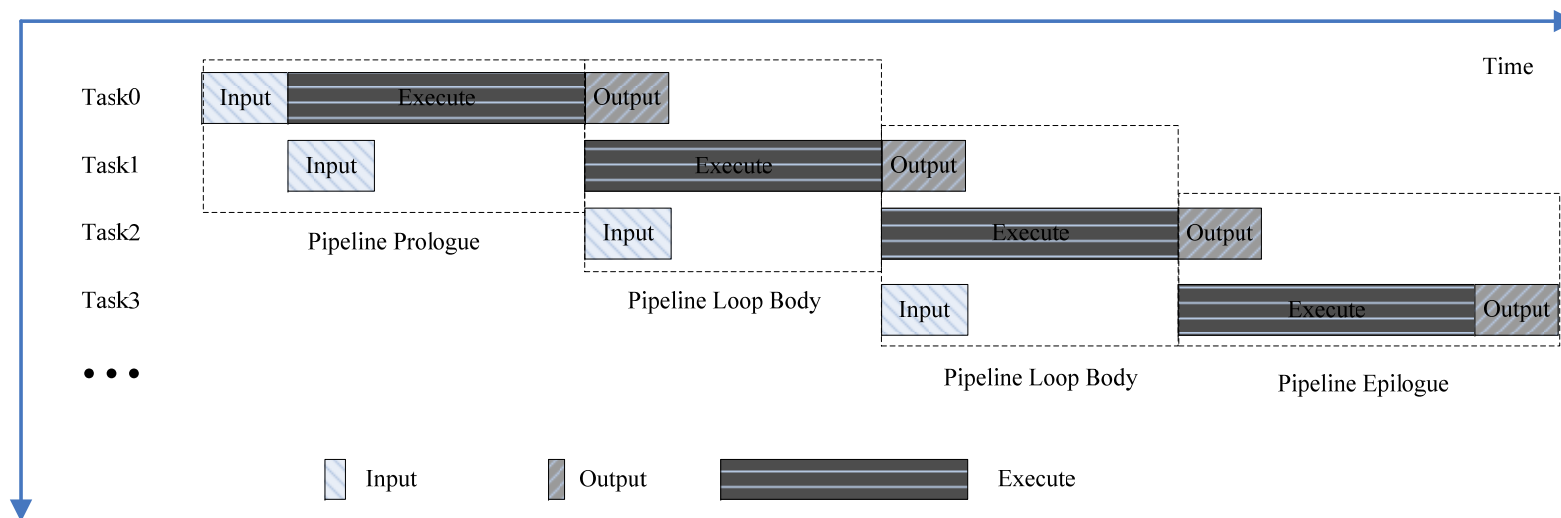 Time
Task0 Input Execute Output
Task1 Input Execute Output
Task2 Input Execute Output
Pipeline Prologue
Pipeline Loop Body
Task3 Input Execute Output
Pipeline Loop Body
Pipeline Epilogue
•••
Input Output Execute